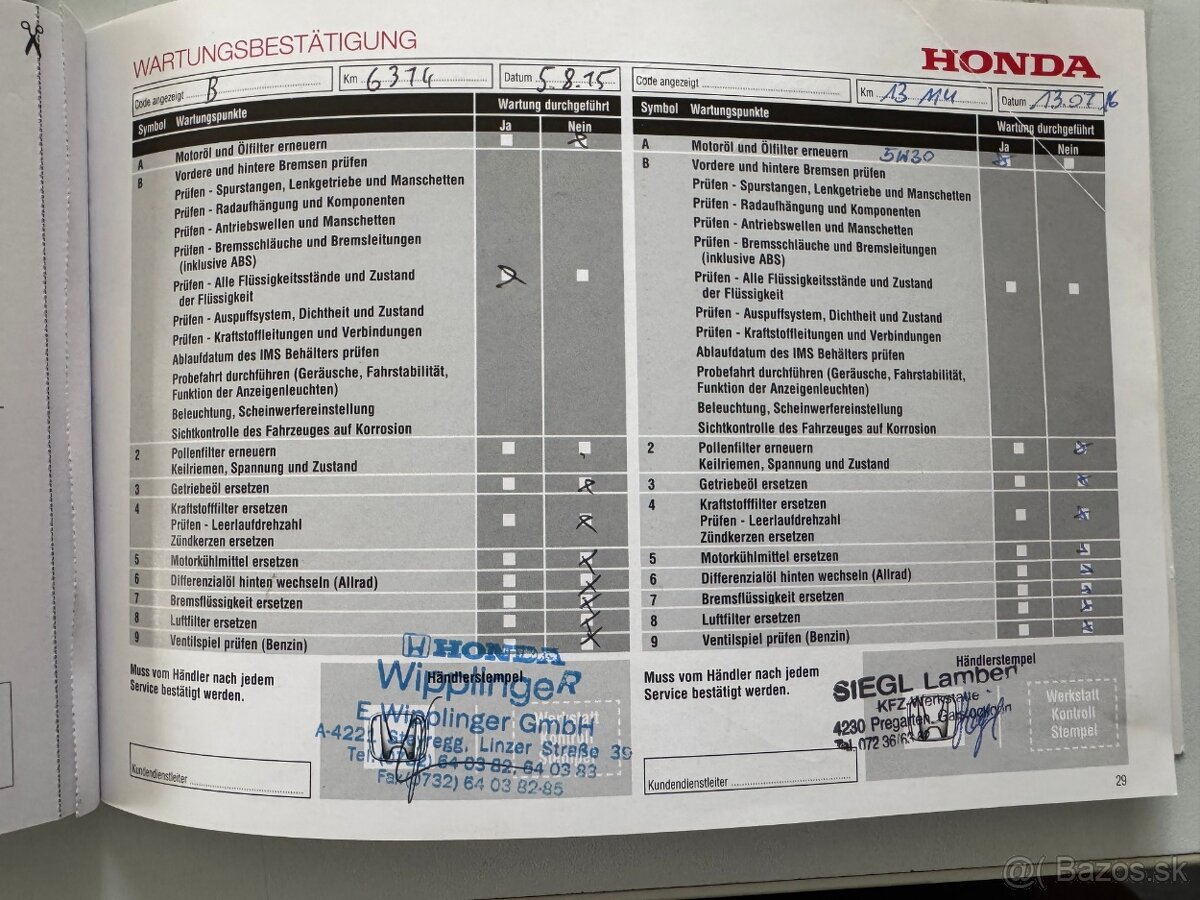 WARTUNGSBESTÄTIGUNG
HONDA
Code angezeigt B Km 6374 Datum 5.8.15
Symbol Wartungspunkte Wartung durchgeführt
Ja Nein
A Motoröl und Ölfilter erneuern
B Vordere und hintere Bremsen prüfen
Prüfen - Spurstangen, Lenkgetriebe und Manschetten
Prüfen - Radaufhängung und Komponenten
Prüfen - Antriebswellen und Manschetten
Prüfen - Bremsschläuche und Bremsleitungen
(inklusive ABS)
Prüfen - Alle Flüssigkeitsstände und Zustand
der Flüssigkeit
Prüfen - Auspuffsystem, Dichtheit und Zustand
Prüfen - Kraftstoffleitungen und Verbindungen
Ablaufdatum des IMS Behälters prüfen
Probefahrt durchführen (Geräusche, Fahrstabilität,
Funktion der Anzeigenleuchten)
Beleuchtung, Scheinwerfereinstellung
Sichtkontrolle des Fahrzeuges auf Korrosion
2 Pollenfilter erneuern
Keilriemen, Spannung und Zustand
3 Getriebeöl ersetzen
4 Kraftstofffilter ersetzen
Prüfen - Leerlaufdrehzahl
Zündkerzen ersetzen
5 Motorkühlmittel ersetzen
6 Differenzialöl hinten wechseln (Allrad)
7 Bremsflüssigkeit ersetzen
8 Luftfilter ersetzen
9 Ventilspiel prüfen (Benzin)
Muss vom Händler nach jedem
Service bestätigt werden.
Händlerstempel
HONDA
Wipplinger
E. Wipplinger GmbH
A-4221 Steyregg, Linzer Straße 39
64 03 82, 64 03 83
Fax (0732) 64 03 82-85
Kundendienstleiter
Code angezeigt Km 13 114 Datum 13.07.16
Symbol Wartungspunkte Wartung durchgeführt
Ja Nein
A Motoröl und Ölfilter erneuern 5W30
B Vordere und hintere Bremsen prüfen
Prüfen - Spurstangen, Lenkgetriebe und Manschetten
Prüfen - Radaufhängung und Komponenten
Prüfen - Antriebswellen und Manschetten
Prüfen - Bremsschläuche und Bremsleitungen
(inklusive ABS)
Prüfen - Alle Flüssigkeitsstände und Zustand
der Flüssigkeit
Prüfen - Auspuffsystem, Dichtheit und Zustand
Prüfen - Kraftstoffleitungen und Verbindungen
Ablaufdatum des IMS Behälters prüfen
Probefahrt durchführen (Geräusche, Fahrstabilität,
Funktion der Anzeigenleuchten)
Beleuchtung, Scheinwerfereinstellung
Sichtkontrolle des Fahrzeuges auf Korrosion
2 Pollenfilter erneuern
Keilriemen, Spannung und Zustand
3 Getriebeöl ersetzen
4 Kraftstofffilter ersetzen
Prüfen - Leerlaufdrehzahl
Zündkerzen ersetzen
5 Motorkühlmittel ersetzen
6 Differenzialöl hinten wechseln (Allrad)
7 Bremsflüssigkeit ersetzen
8 Luftfilter ersetzen
9 Ventilspiel prüfen (Benzin)
Muss vom Händler nach jedem
Service bestätigt werden.
Händlerstempel
SIEGL Lambert
KFZ-Werkstätte
4230 Pregarten
Tel. 072 36/63
Werkstatt
Kontroll
Stempel
Kundendienstleiter
29
@( Bazos.sk